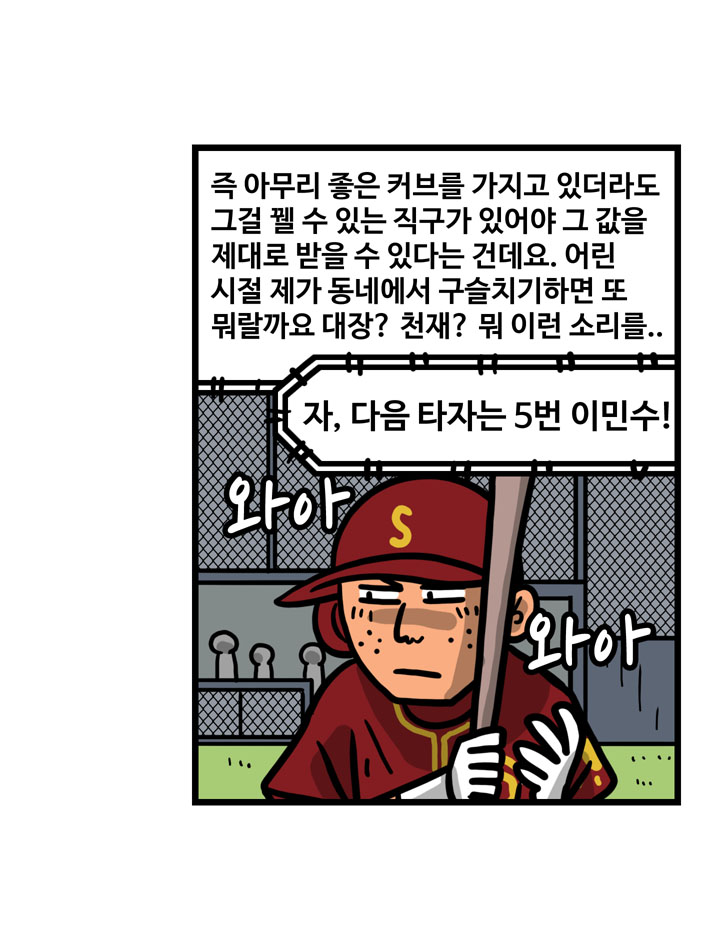 즉 아무리 좋은 커브를 가지고 있더라도
그걸 꿸 수 있는 직구가 있어야 그 값을
제대로 받을 수 있다는 건데요. 어린
시절 제가 동네에서 구슬치기하면 또
뭐랄까요 대장? 천재? 뭐 이런 소리를..
자, 다음 타자는 5번 이민수!
와아
S
와아